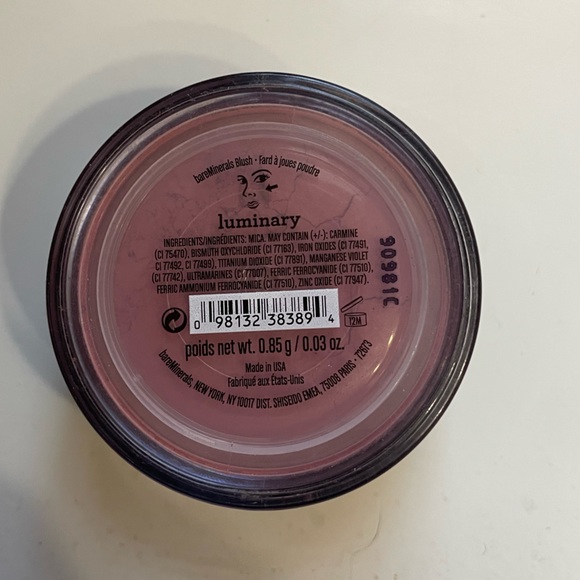 bareMinerals Blush - Fard à joues poudre
luminary
INGREDIENTS/INGRÉDIENTS: MICA. MAY CONTAIN (+/-): CARMINE
(CI 75470), BISMUTH OXYCHLORIDE (CI 77163), IRON OXIDES (CI 77491,
CI 77492, CI 77499), TITANIUM DIOXIDE (CI 77891), MANGANESE VIOLET
(CI 77742), ULTRAMARINES (CI 77007), FERRIC FERROCYANIDE (CI 77510),
FERRIC AMMONIUM FERROCYANIDE (CI 77510), ZINC OXIDE (CI 77947).
0 98132 38389 4
12M
poids net wt. 0.85 g / 0.03 oz.
Made in USA
Fabriqué aux États-Unis
bareMinerals, NEW YORK, NY 10017 DIST. SHISEIDO EMEA, 75008 PARIS - 72673
90981C